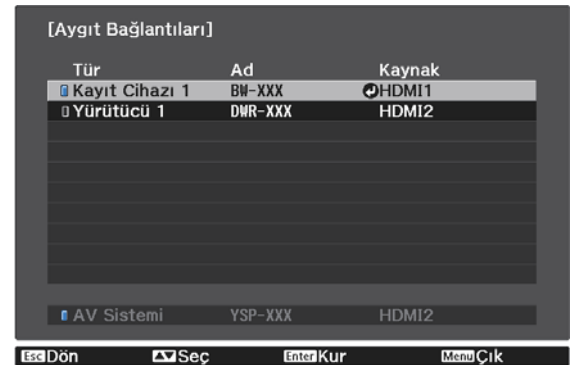 [Aygıt Bağlantıları]
Tür Ad Kaynak
Kayıt Cihazı 1 BW-XXX HDMI1
Yürütücü 1 DWR-XXX HDMI2
AV Sistemi YSP-XXX HDMI2
Esc Dön Seç Enter Kur Menu Çık